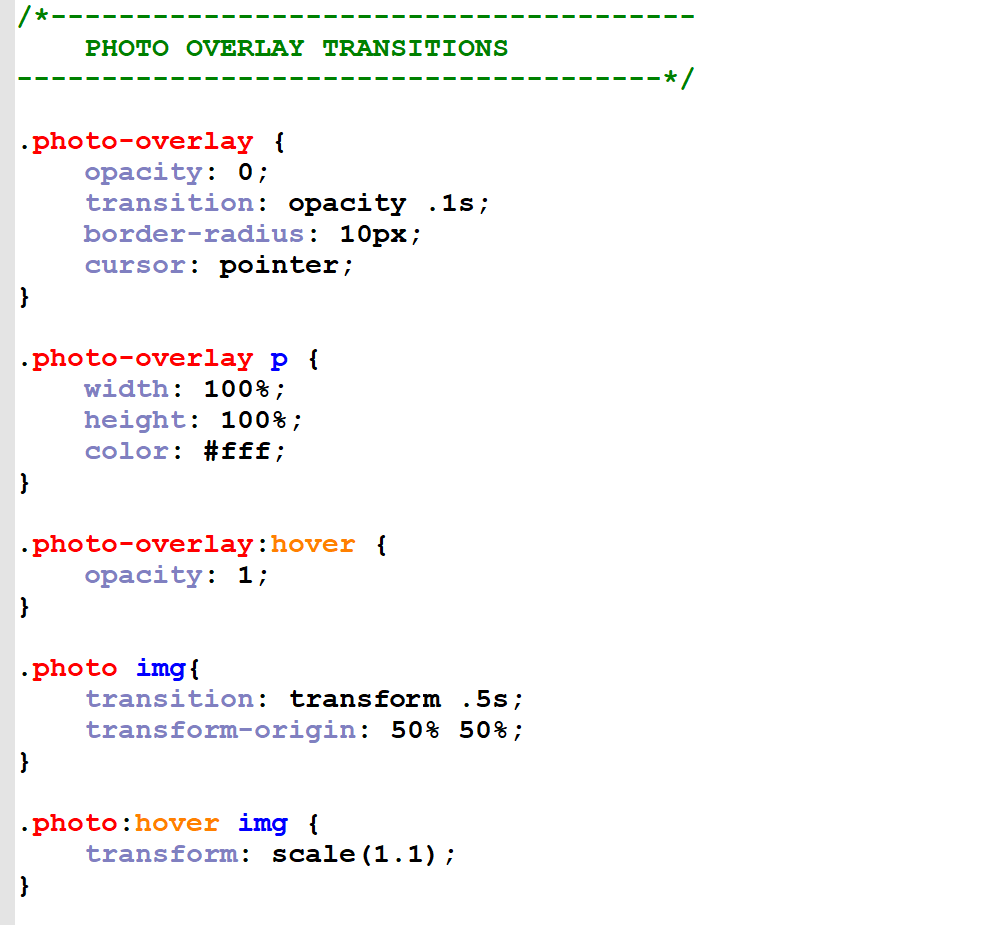 /*--------------------------------------
    PHOTO OVERLAY TRANSITIONS
--------------------------------------*/

.photo-overlay {
    opacity: 0;
    transition: opacity .1s;
    border-radius: 10px;
    cursor: pointer;
}

.photo-overlay p {
    width: 100%;
    height: 100%;
    color: #fff;
}

.photo-overlay:hover {
    opacity: 1;
}

.photo img{
    transition: transform .5s;
    transform-origin: 50% 50%;
}

.photo:hover img {
    transform: scale(1.1);
}